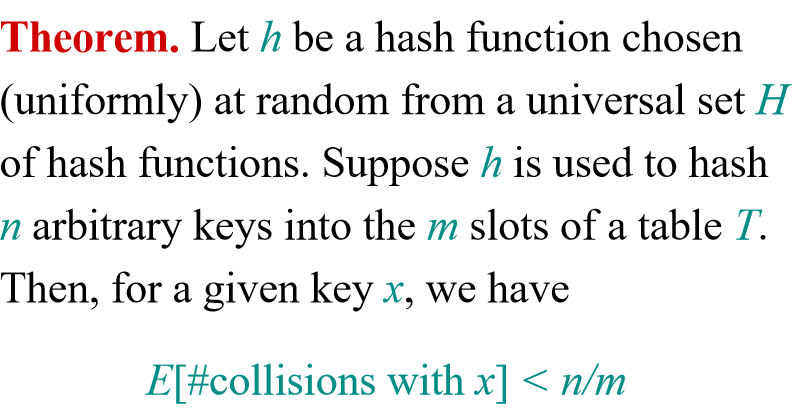 Theorem. Let h be a hash function chosen
(uniformly) at random from a universal set H
of hash functions. Suppose h is used to hash
n arbitrary keys into the m slots of a table T.
Then, for a given key x, we have
E[#collisions with x] < n/m